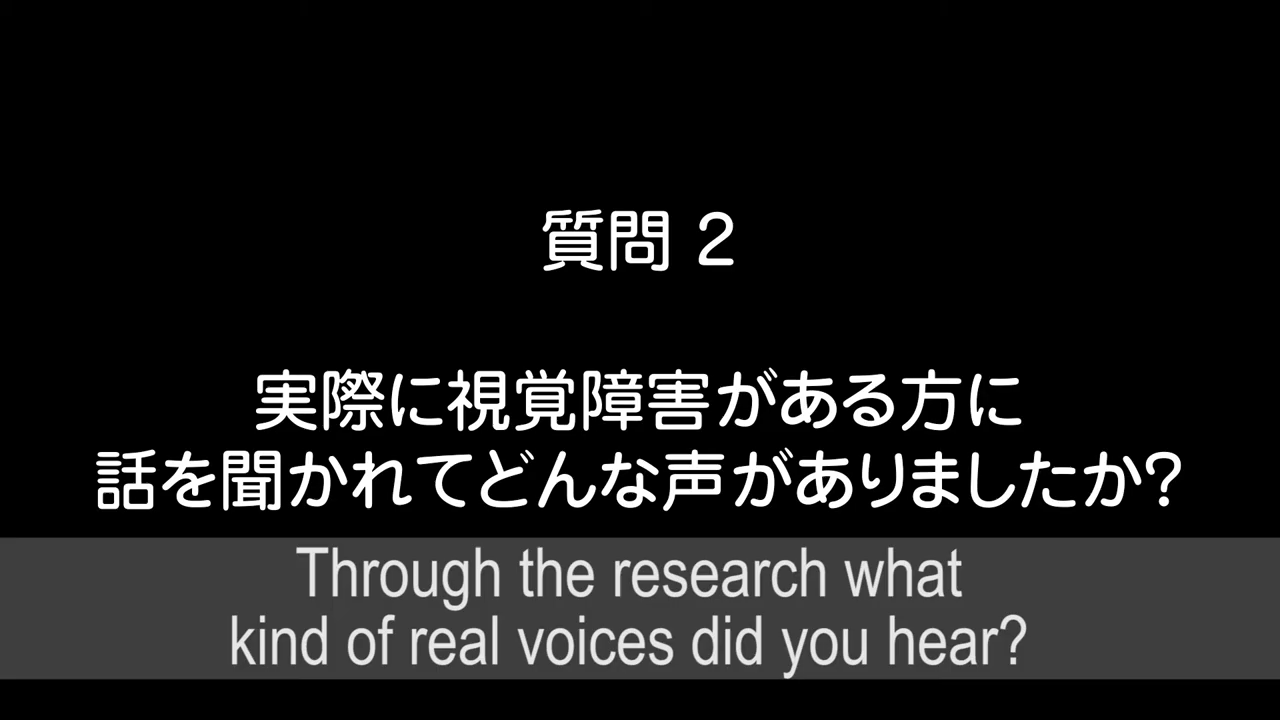 質問 2
実際に視覚障害がある方に
話を聞かれてどんな声がありましたか?
Through the research what
kind of real voices did you hear?